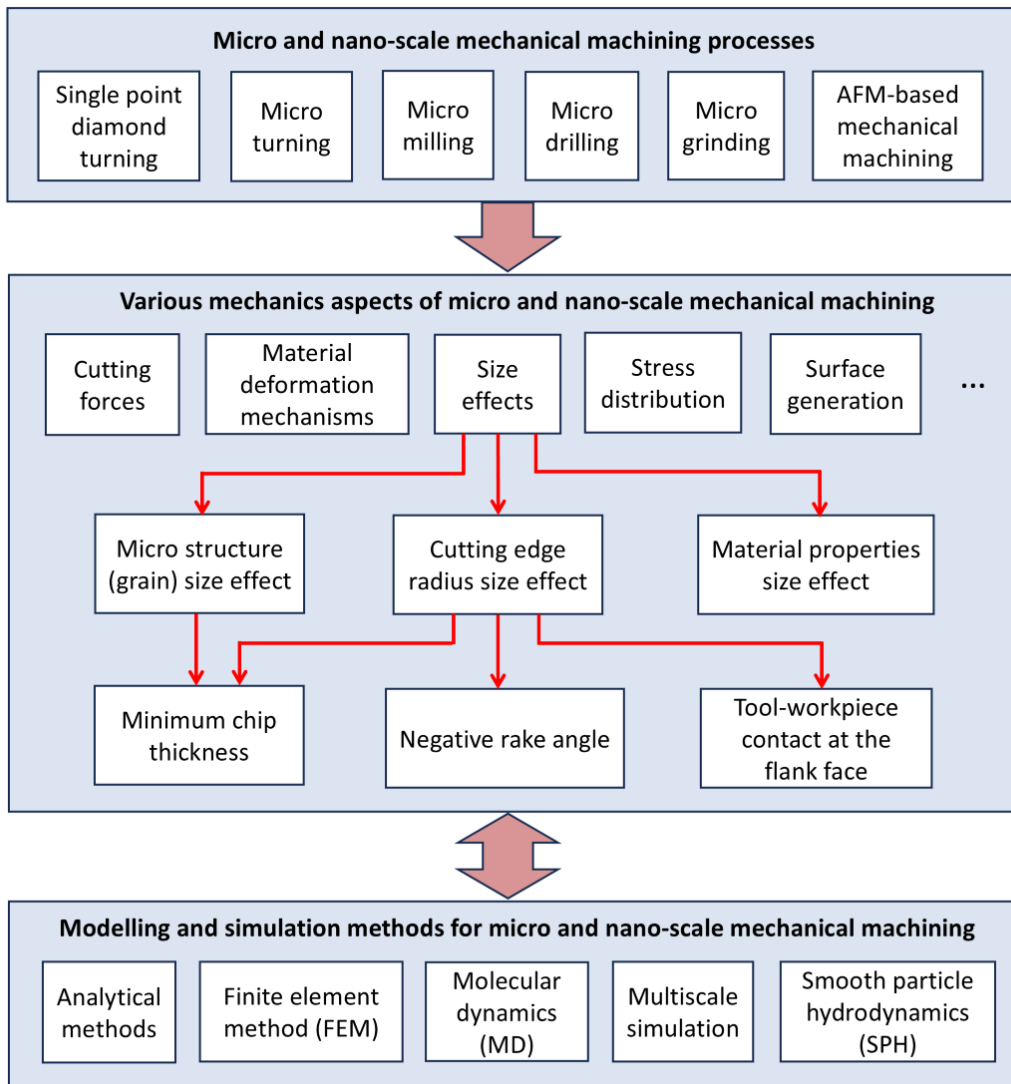 Micro and nano-scale mechanical machining processes
Single point
diamond
turning
Micro
turning
Micro
milling
Micro
drilling
Micro
grinding
AFM-based
mechanical
machining
Various mechanics aspects of micro and nano-scale mechanical machining
Cutting
forces
Material
deformation
mechanisms
Size
effects
Stress
distribution
Surface
generation
...
Micro structure
(grain) size effect
Cutting edge
radius size effect
Material properties
size effect
Minimum chip
thickness
Negative rake angle
Tool-workpiece
contact at the
flank face
Modelling and simulation methods for micro and nano-scale mechanical machining
Analytical
methods
Finite element
method (FEM)
Molecular
dynamics
(MD)
Multiscale
simulation
Smooth particle
hydrodynamics
(SPH)